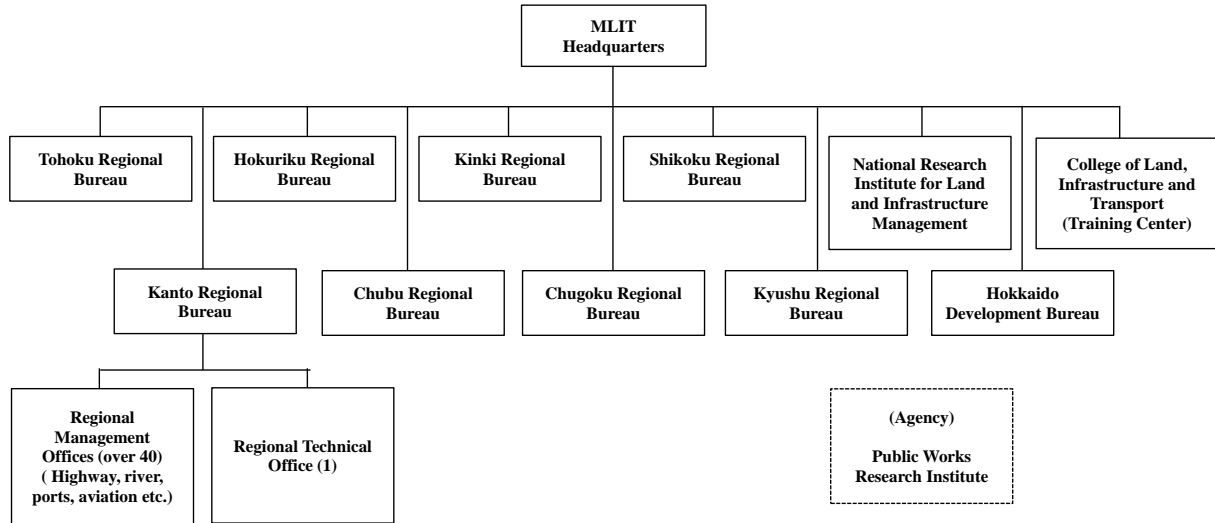 MLIT
Headquarters
Tohoku Regional
Bureau
Hokuriku Regional
Bureau
Kinki Regional
Bureau
Shikoku Regional
Bureau
National Research
Institute for Land
and Infrastructure
Management
College of Land,
Infrastructure and
Transport
(Training Center)
Kanto Regional
Bureau
Chubu Regional
Bureau
Chugoku Regional
Bureau
Kyushu Regional
Bureau
Hokkaido
Development Bureau
Regional
Management
Offices (over 40)
( Highway, river,
ports, aviation etc.)
Regional Technical
Office (1)
(Agency)
Public Works
Research Institute